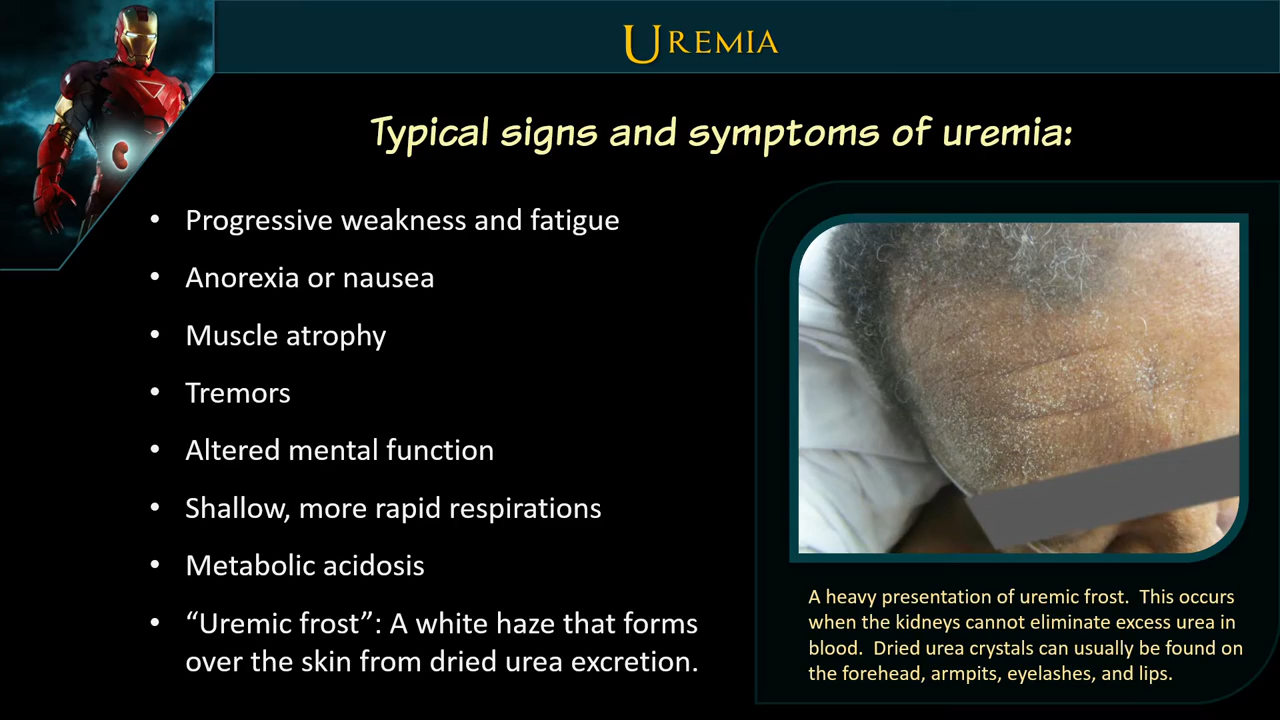 UREMIA
Typical signs and symptoms of uremia:
• Progressive weakness and fatigue
• Anorexia or nausea
• Muscle atrophy
• Tremors
• Altered mental function
• Shallow, more rapid respirations
• Metabolic acidosis
• “Uremic frost”: A white haze that forms
over the skin from dried urea excretion.
A heavy presentation of uremic frost. This occurs
when the kidneys cannot eliminate excess urea in
blood. Dried urea crystals can usually be found on
the forehead, armpits, eyelashes, and lips.